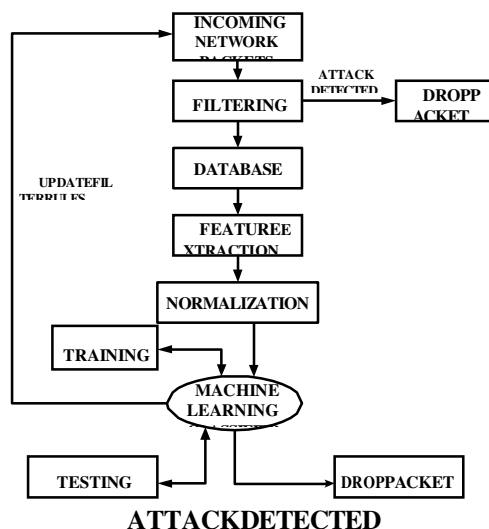 INCOMING
NETWORK
PACKETS
ATTACK
DETECTED
FILTERING
DROPP
ACKET
DATABASE
UPDATEFIL
TERRULES
FEATUREE
XTRACTION
NORMALIZATION
TRAINING
MACHINE
LEARNING
TESTING
DROPPACKET
ATTACKDETECTED